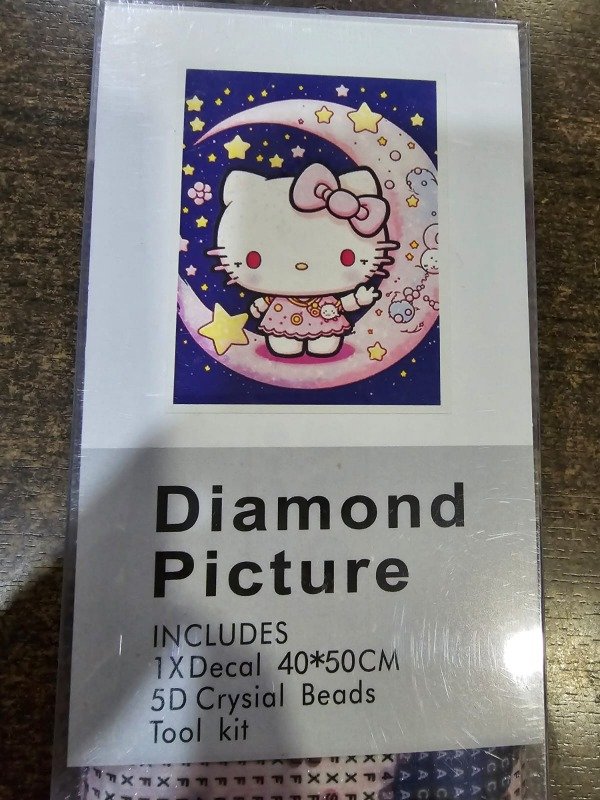 Diamond
Picture
INCLUDES
1XDecal 40*50CM
5D Crysial Beads
Tool kit